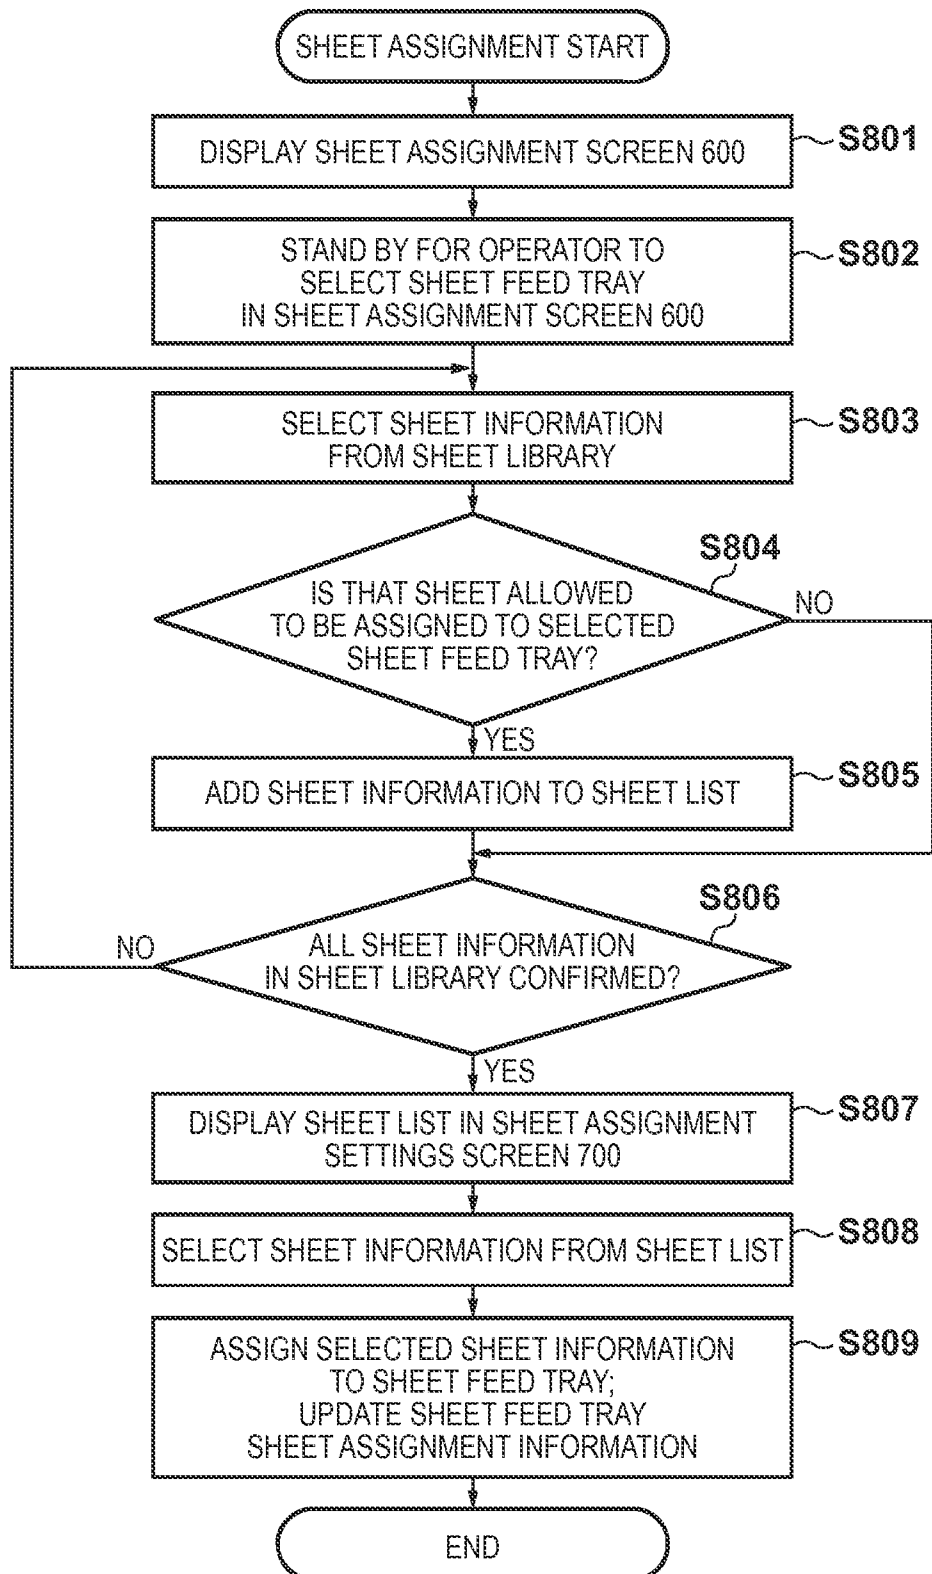 SHEET ASSIGNMENT START
DISPLAY SHEET ASSIGNMENT SCREEN 600
S801
STAND BY FOR OPERATOR TO
SELECT SHEET FEED TRAY
IN SHEET ASSIGNMENT SCREEN 600
S802
SELECT SHEET INFORMATION
FROM SHEET LIBRARY
S803
S804
IS THAT SHEET ALLOWED
TO BE ASSIGNED TO SELECTED
SHEET FEED TRAY?
NO
YES
ADD SHEET INFORMATION TO SHEET LIST
S805
S806
ALL SHEET INFORMATION
IN SHEET LIBRARY CONFIRMED?
NO
YES
DISPLAY SHEET LIST IN SHEET ASSIGNMENT
SETTINGS SCREEN 700
S807
SELECT SHEET INFORMATION FROM SHEET LIST
S808
ASSIGN SELECTED SHEET INFORMATION
TO SHEET FEED TRAY;
UPDATE SHEET FEED TRAY
SHEET ASSIGNMENT INFORMATION
S809
END